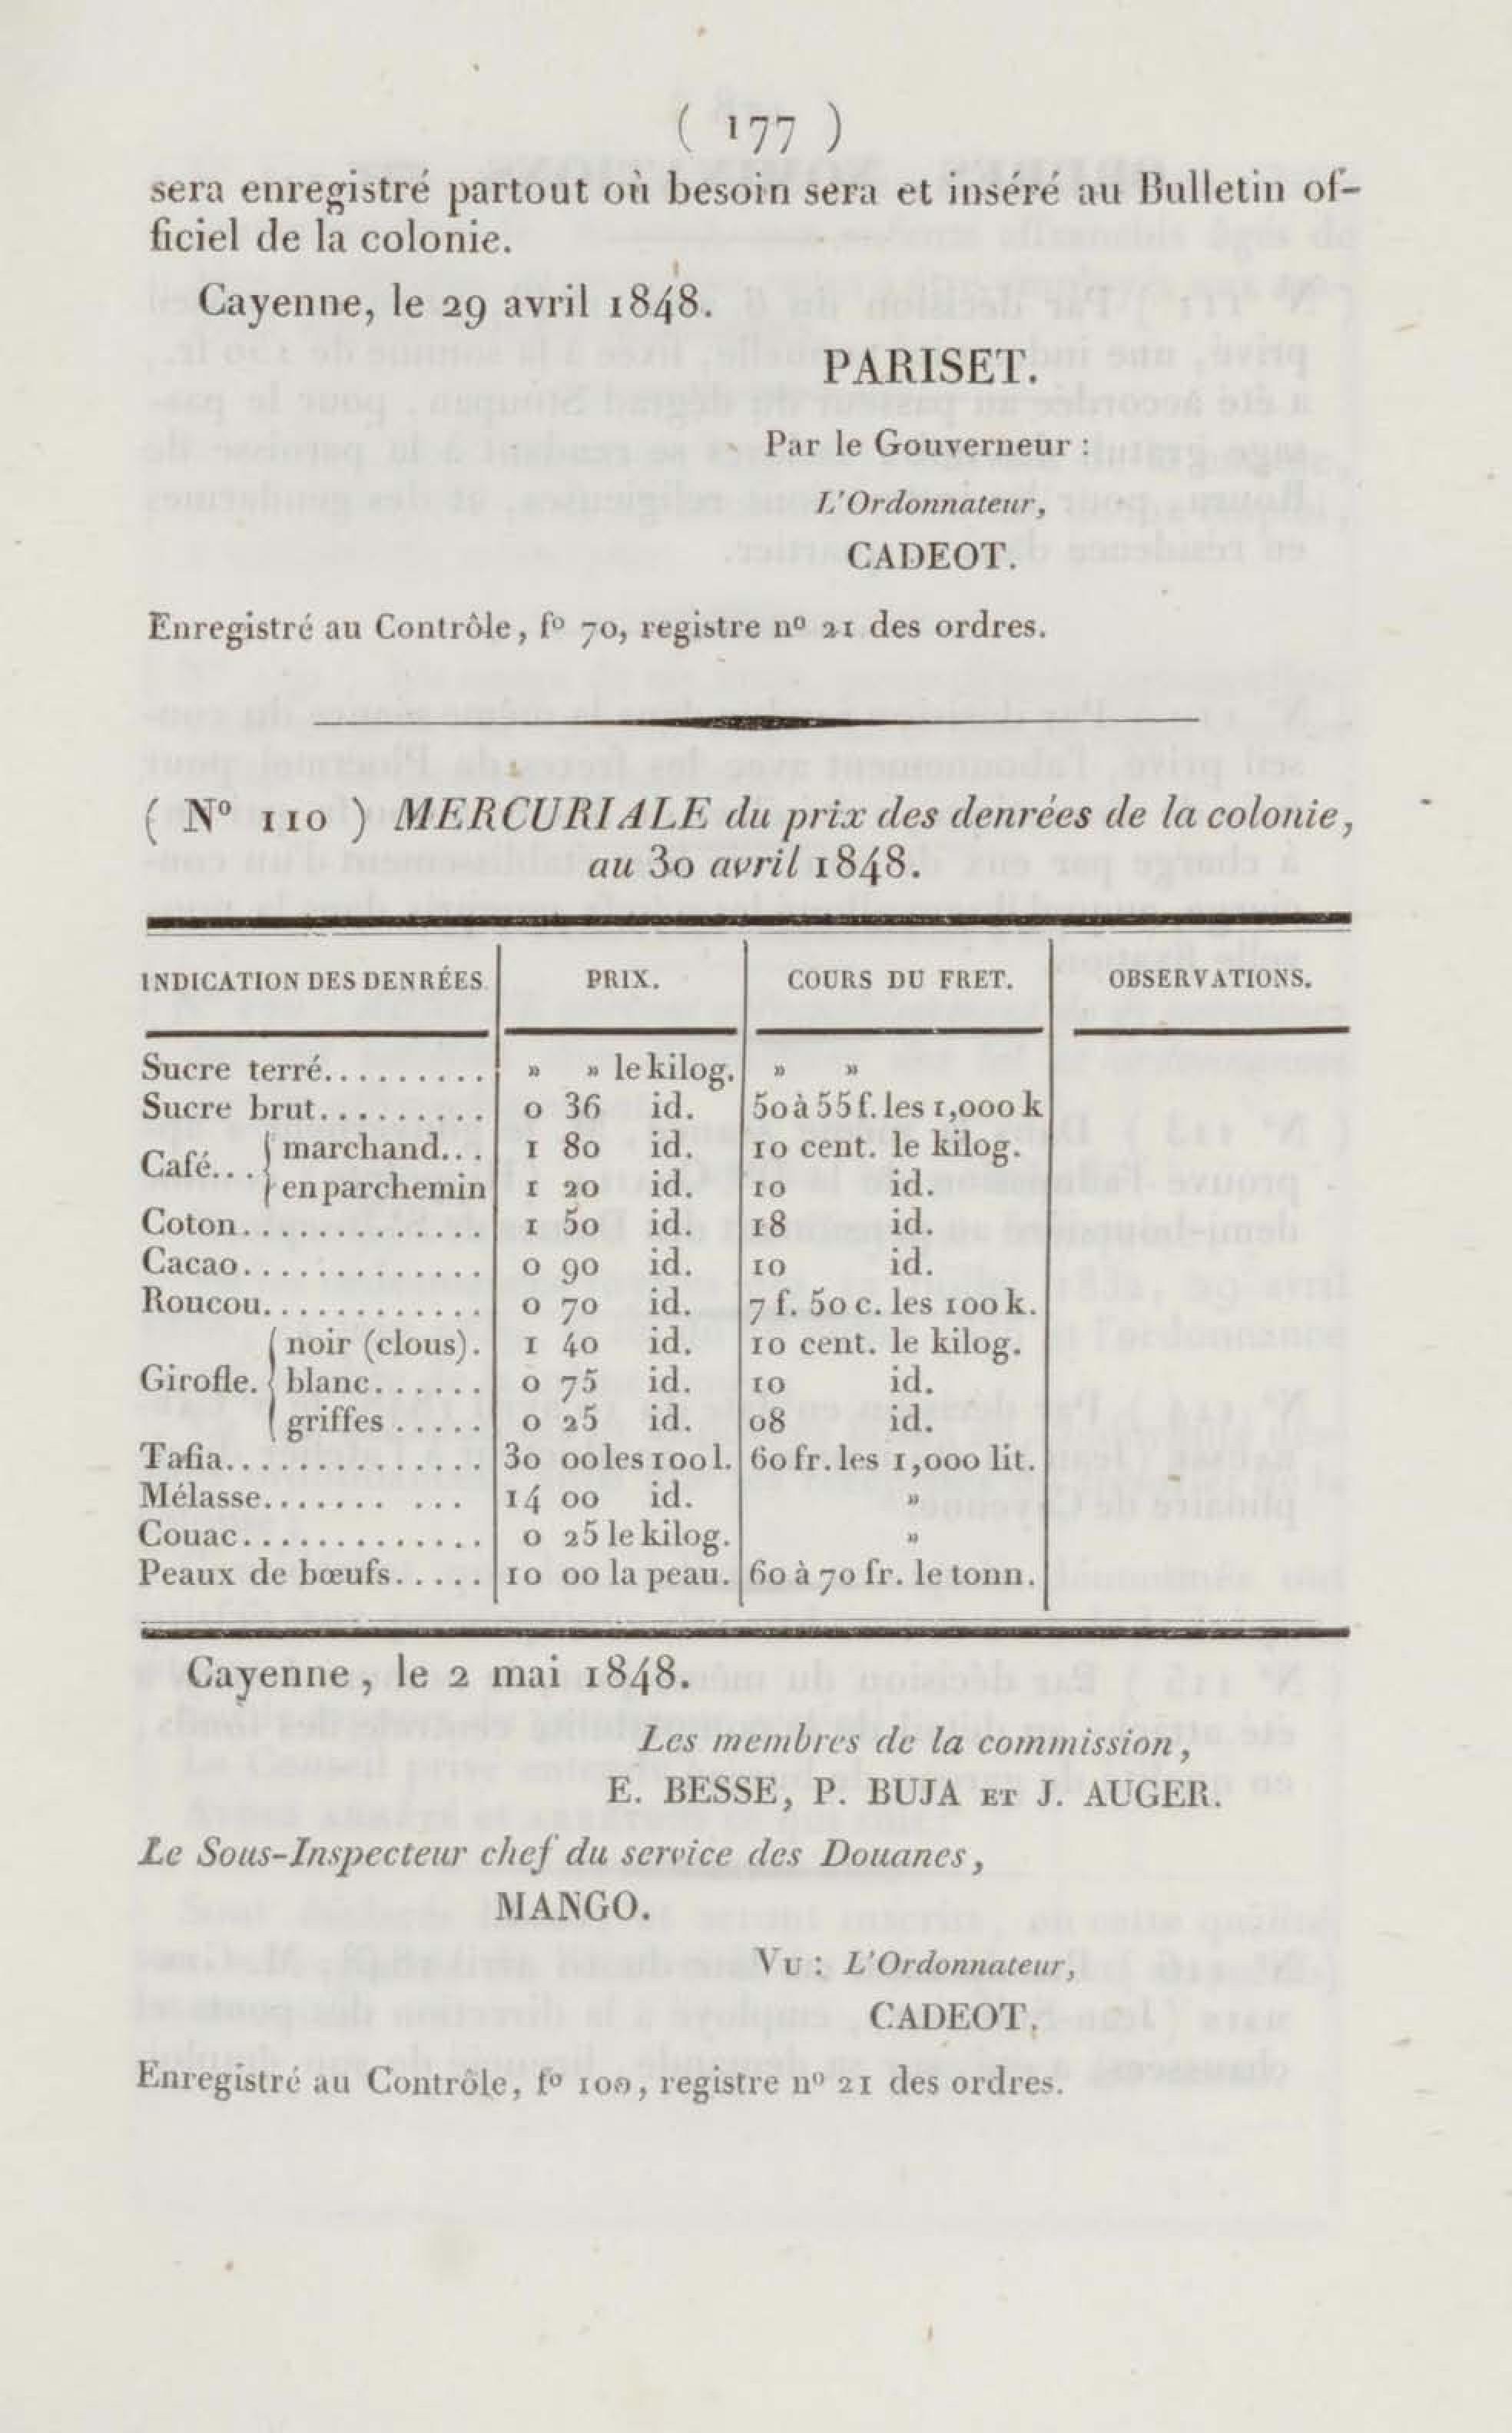 ( 177 )
sera enregistré partout où besoin sera et inséré au Bulletin of-
ficiel de la colonie.
Cayenne, le 29 avril 1848.
PARISET.
Par le Gouverneur :
L'Ordonnateur,
CADEOT.
Enregistré au Contrôle, fº 70, registre nº 21 des ordres.
( Nº 110 ) MERCURIALE du prix des denrées de la colonie,
au 30 avril 1848.
INDICATION DES DENRÉES. PRIX. COURS DU FRET. OBSERVATIONS.
Sucre terré.......... » » le kilog. » »
Sucre brut.......... 0 36 id. 50 à 55 f. les 1,000 k
Café... { marchand... 1 80 id. 10 cent. le kilog.
{ en parchemin 1 20 id. 10 id.
Coton............. 1 50 id. 18 id.
Cacao............. 0 90 id. 10 id.
Roucou............ 0 70 id. 7 f. 50 c. les 100 k.
{ noir (clous). 1 40 id. 10 cent. le kilog.
Girofle. { blanc...... 0 75 id. 10 id.
{ griffes ..... 0 25 id. 08 id.
Tafia.............. 30 00 les 100 l. 60 fr. les 1,000 lit.
Mélasse....... ... 14 00 id. »
Couac............. 0 25 le kilog. »
Peaux de bœufs..... 10 00 la peau. 60 à 70 fr. le tonn.
Cayenne, le 2 mai 1848.
Les membres de la commission,
E. BESSE, P. BUJA ET J. AUGER.
Le Sous-Inspecteur chef du service des Douanes,
MANGO.
VU : L'Ordonnateur,
CADEOT.
Enregistré au Contrôle, fº 100, registre nº 21 des ordres.